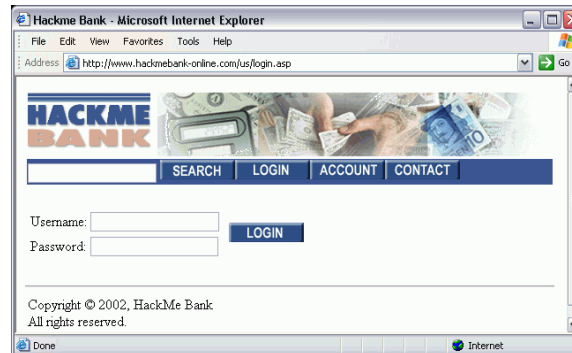 Hackme Bank - Microsoft Internet Explorer
File Edit View Favorites Tools Help
Address http://www.hackmebank-online.com/us/login.asp Go
HACKME
BANK
10
SEARCH LOGIN ACCOUNT CONTACT
Username:
LOGIN
Password:
Copyright © 2002, HackMe Bank
All rights reserved.
Done Internet